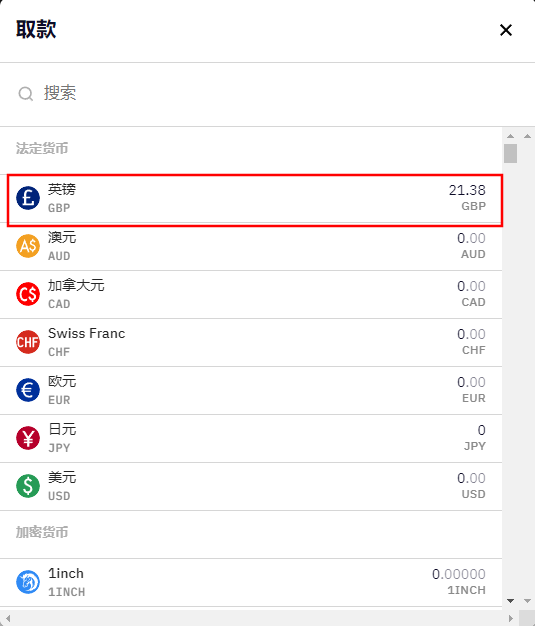 取款
搜索
法定货币
£ 英镑 21.38
GBP GBP
A$ 澳元 0.00
AUD AUD
C$ 加拿大元 0.00
CAD CAD
CHF Swiss Franc 0.00
CHF CHF
€ 欧元 0.00
EUR EUR
¥ 日元 0
JPY JPY
$ 美元 0.00
USD USD
加密货币
1inch 0.00000
1INCH 1INCH